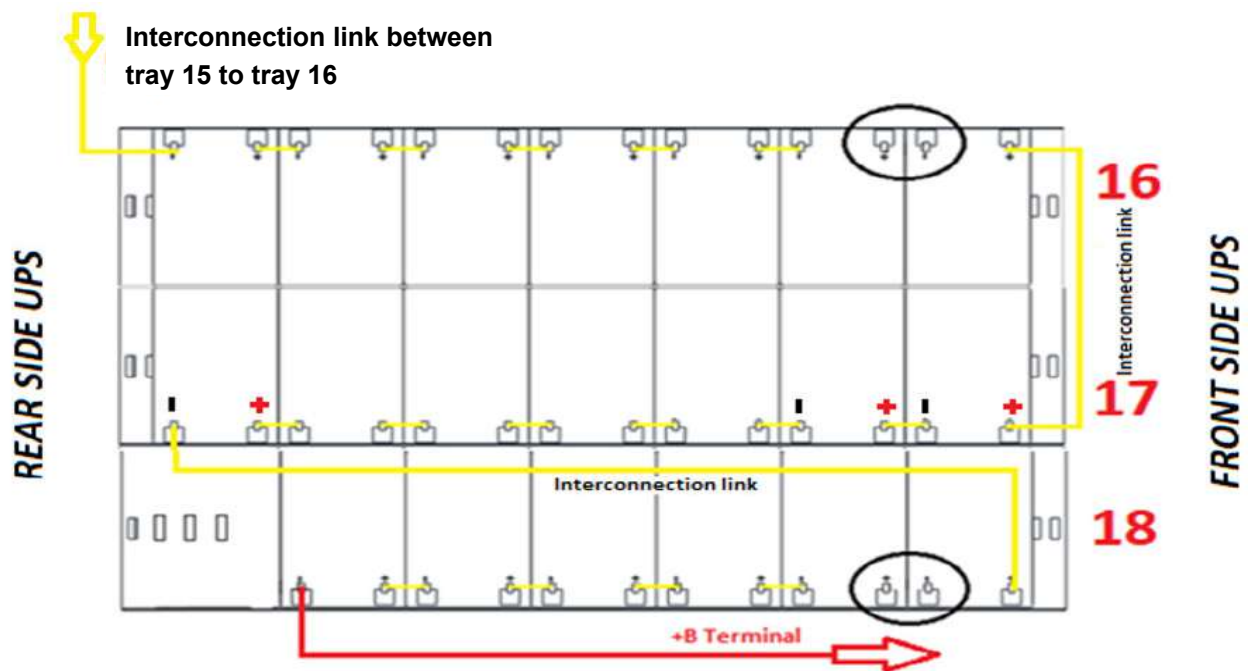 Interconnection link between
tray 15 to tray 16
16
Interconnection link
REAR SIDE UPS
FRONT SIDE UPS
17
Interconnection link
18
+B Terminal